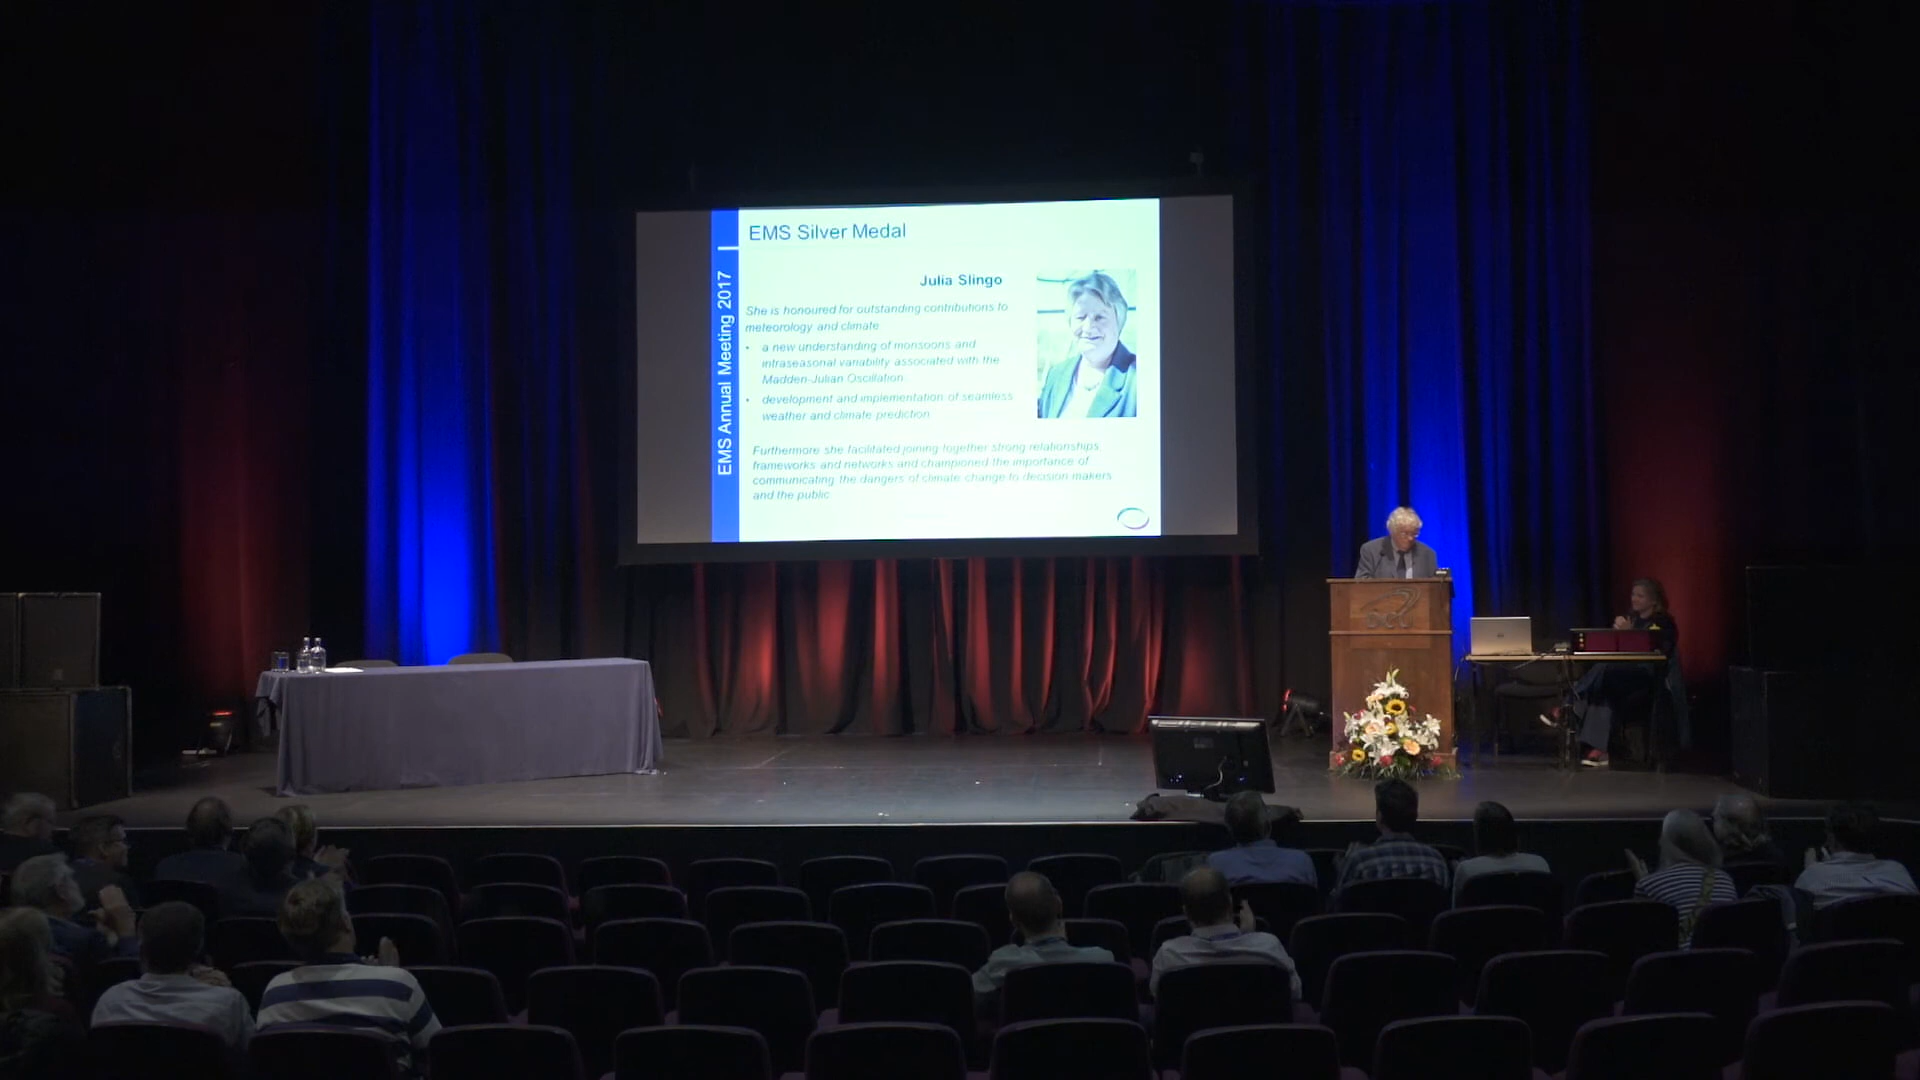 EMS Silver Medal
EMS Annual Meeting 2017
Julia Slingo
She is honoured for outstanding contributions to
meteorology and climate
• a new understanding of monsoons and
intraseasonal variability associated with the
Madden-Julian Oscillation
• development and implementation of seamless
weather and climate prediction
Furthermore she facilitated joining together strong relationships
frameworks and networks and championed the importance of
communicating the dangers of climate change to decision makers
and the public